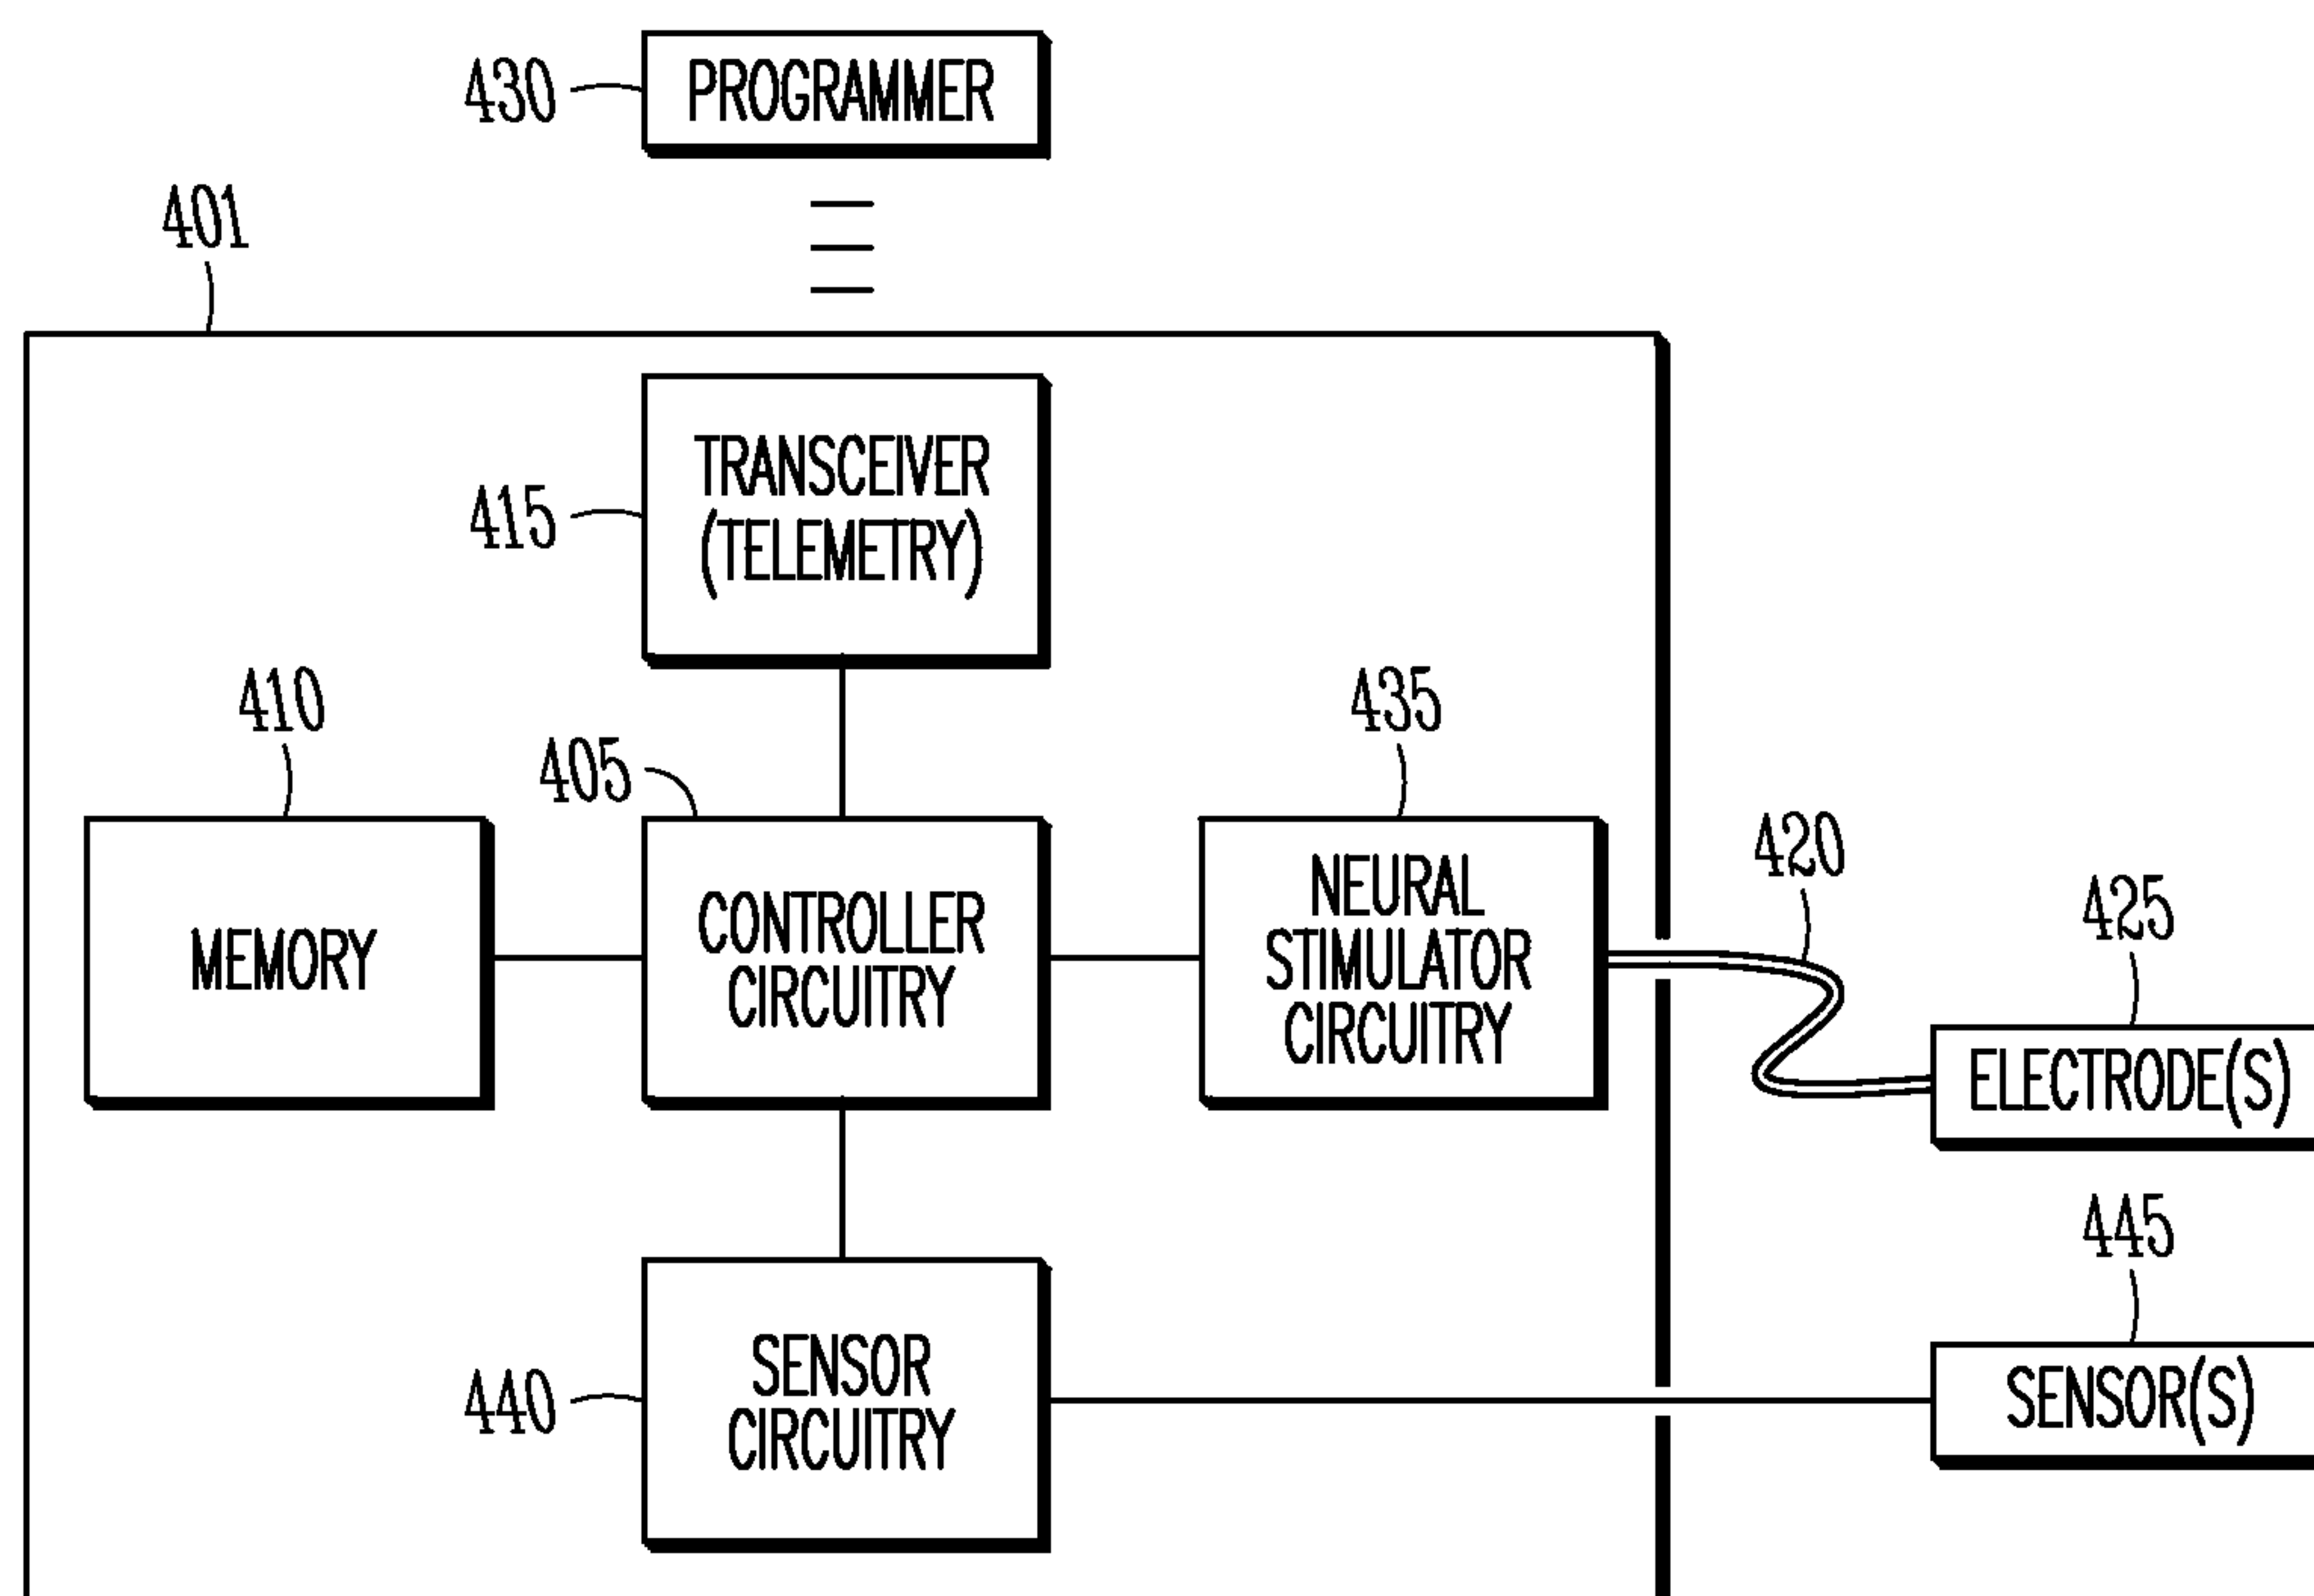 430
PROGRAMMER
401
415
TRANSCEIVER
(TELEMETRY)
410
405
435
420
425
MEMORY
CONTROLLER
CIRCUITRY
NEURAL
STIMULATOR
CIRCUITRY
ELECTRODE(S)
445
440
SENSOR
CIRCUITRY
SENSOR(S)